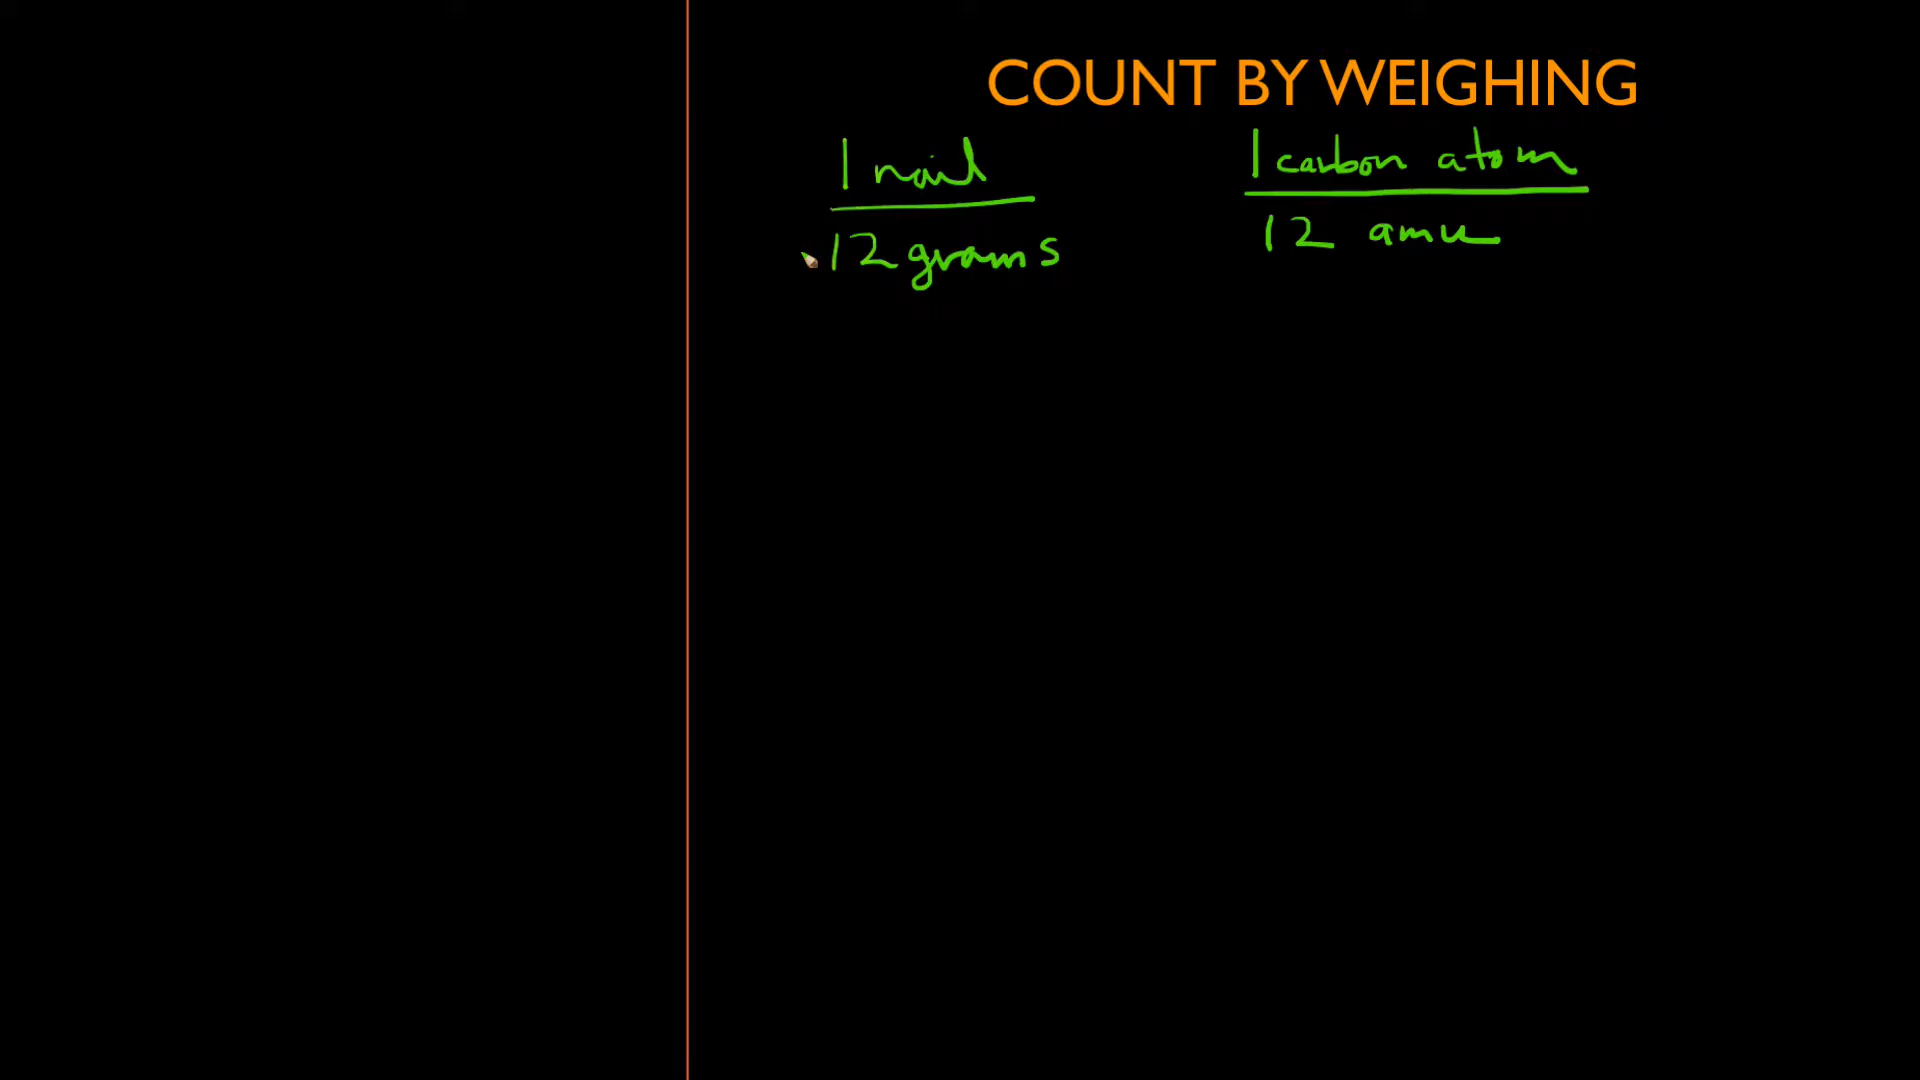 COUNT BY WEIGHING
1 nail
12 grams
1 carbon atom
12 amu